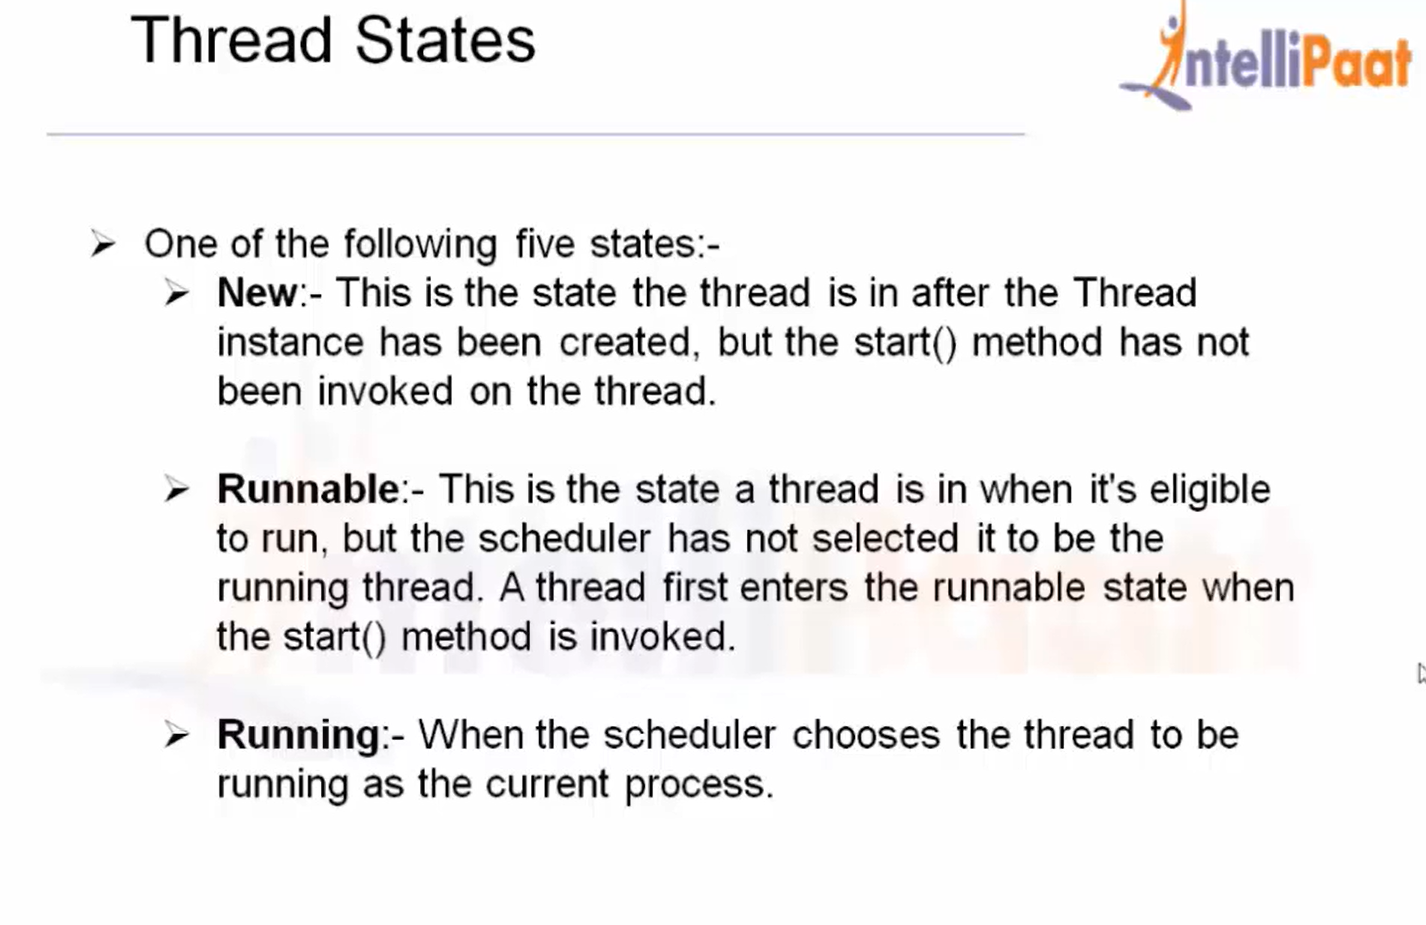 Thread States
IntelliPaat
➢ One of the following five states:-
➢ New:- This is the state the thread is in after the Thread
instance has been created, but the start() method has not
been invoked on the thread.
➢ Runnable:- This is the state a thread is in when it's eligible
to run, but the scheduler has not selected it to be the
running thread. A thread first enters the runnable state when
the start() method is invoked.
➢ Running:- When the scheduler chooses the thread to be
running as the current process.